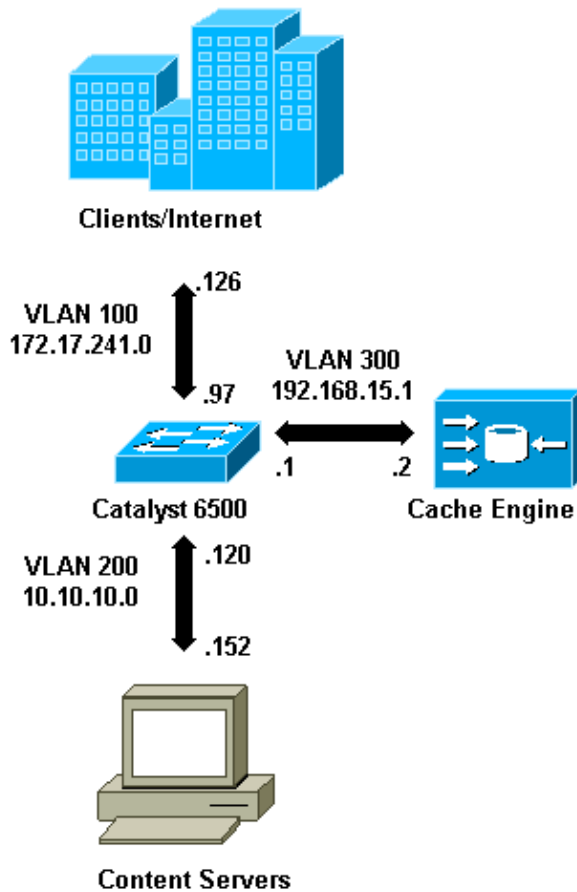 Clients/Internet
.126
VLAN 100
172.17.241.0
.97
VLAN 300
192.168.15.1
.1
.2
Catalyst 6500
Cache Engine
VLAN 200
10.10.10.0
.120
.152
Content Servers